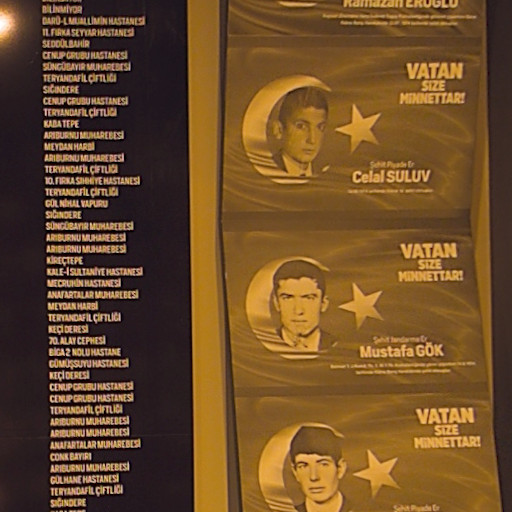 BİLİNMİYOR
DARÜ-L MUALLİMİN HASTANESİ
11. FIRKA SEYYAR HASTANESİ
SEDDÜLBAHİR
CENUP GRUBU HASTANESİ
SÜNGÜBAYIR MUHAREBESİ
TERYANDAFİL ÇİFTLİĞİ
SIĞINDERE
CENUP GRUBU HASTANESİ
TERYANDAFİL ÇİFTLİĞİ
KABA TEPE
ARIBURNU MUHAREBESİ
MEYDAN HARBİ
ARIBURNU MUHAREBESİ
TERYANDAFİL ÇİFTLİĞİ
10. FIRKA SIHHİYE HASTANESİ
TERYANDAFİL ÇİFTLİĞİ
GÜL NİHAL VAPURU
SIĞINDERE
SÜNGÜBAYIR MUHAREBESİ
ARIBURNU MUHAREBESİ
ARIBURNU MUHAREBESİ
KİREÇTEPE
KALE-İ SULTANİYE HASTANESİ
MECRUHİN HASTANESİ
ANAFARTALAR MUHAREBESİ
MEYDAN HARBİ
TERYANDAFİL ÇİFTLİĞİ
KEÇİ DERESİ
70. ALAY CEPHESİ
BİGA 2 NOLU HASTANE
GÜMÜŞSUYU HASTANESİ
KEÇİ DERESİ
CENUP GRUBU HASTANESİ
CENUP GRUBU HASTANESİ
TERYANDAFİL ÇİFTLİĞİ
ARIBURNU MUHAREBESİ
ARIBURNU MUHAREBESİ
ANAFARTALAR MUHAREBESİ
CONK BAYIRI
ARIBURNU MUHAREBESİ
GÜLHANE HASTANESİ
TERYANDAFİL ÇİFTLİĞİ
SIĞINDERE
Ramazan EROĞLU
VATAN
SİZE
MİNNETTAR!
Şehit Piyade Er
Celal SULUV
VATAN
SİZE
MİNNETTAR!
Şehit Jandarma Er
Mustafa GÖK
VATAN
SİZE
MİNNETTAR!
Şehit Piyade Er